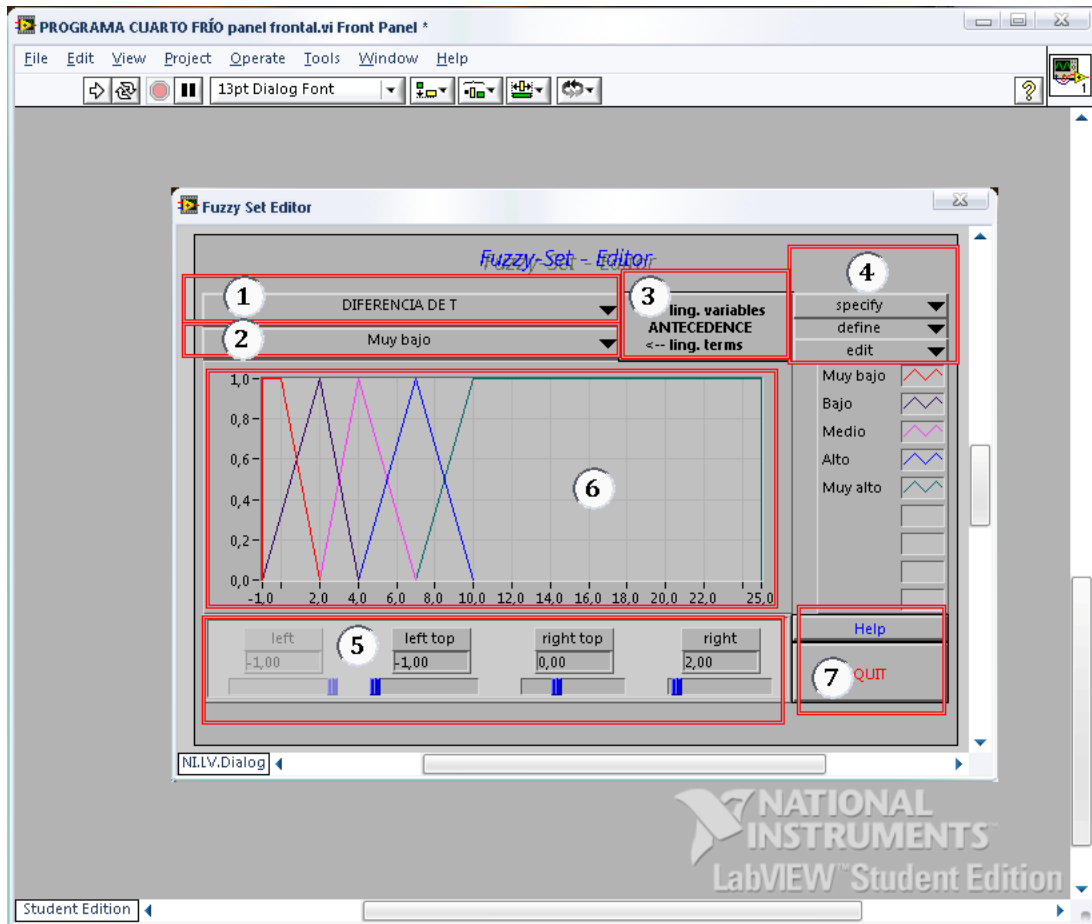 PROGRAMA CUARTO FRÍO panel frontal.vi Front Panel *
File Edit View Project Operate Tools Window Help
13pt Dialog Font
1
Fuzzy Set Editor
Fuzzy-Set - Editor
1 DIFERENCIA DE T
2 Muy bajo
3 ling. variables
ANTECEDENCE
<-- ling. terms
4
specify
define
edit
Muy bajo
Bajo
Medio
Alto
Muy alto
1,0
0,8
0,6
0,4
0,2
0,0
6
-1,0 2,0 4,0 6,0 8,0 10,0 12,0 14,0 16,0 18,0 20,0 22,0 25,0
left 5 left top right top right
-1,00 -1,00 0,00 2,00
Help
7 QUIT
NI.LV.Dialog
NATIONAL
INSTRUMENTS™
LabVIEW™ Student Edition
Student Edition